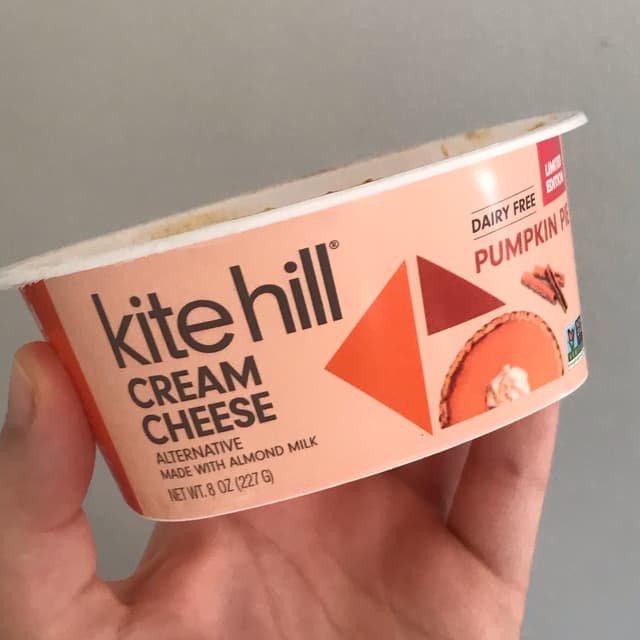 kite hill®
CREAM
CHEESE
ALTERNATIVE
MADE WITH ALMOND MILK
NET WT. 8 OZ (227 G)
LIMITED
EDITION
DAIRY FREE
PUMPKIN PIE